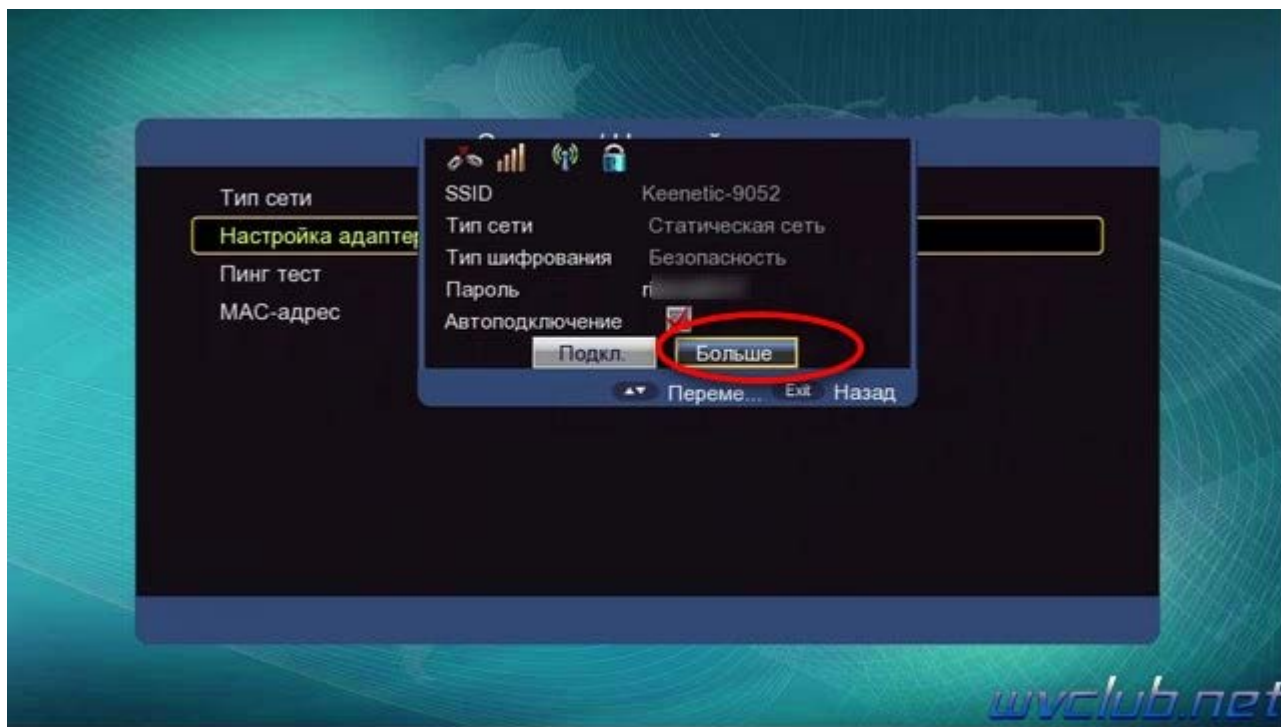 Тип сети
Настройка адаптер
Пинг тест
MAC-адрес
SSID Keenetic-9052
Тип сети Статическая сеть
Тип шифрования Безопасность
Пароль ri
Автоподключение
Подкл. Больше
Переме... Exit Назад
wvclub.net